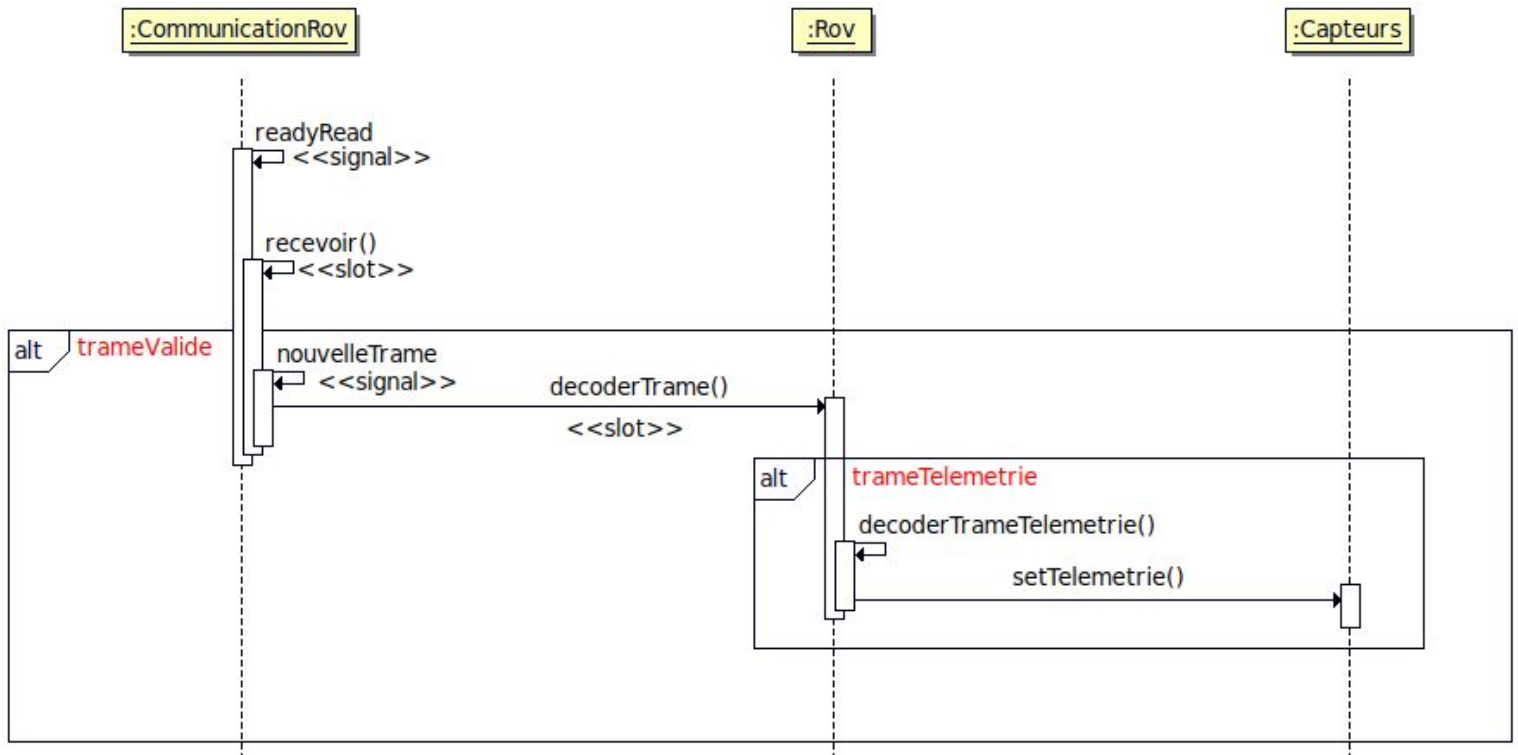 :CommunicationRov
:Rov
:Capteurs
readyRead
<<signal>>
recevoir()
<<slot>>
alt
trameValide
nouvelleTrame
<<signal>>
decoderTrame()
<<slot>>
alt
trameTelemetrie
decoderTrameTelemetrie()
setTelemetrie()